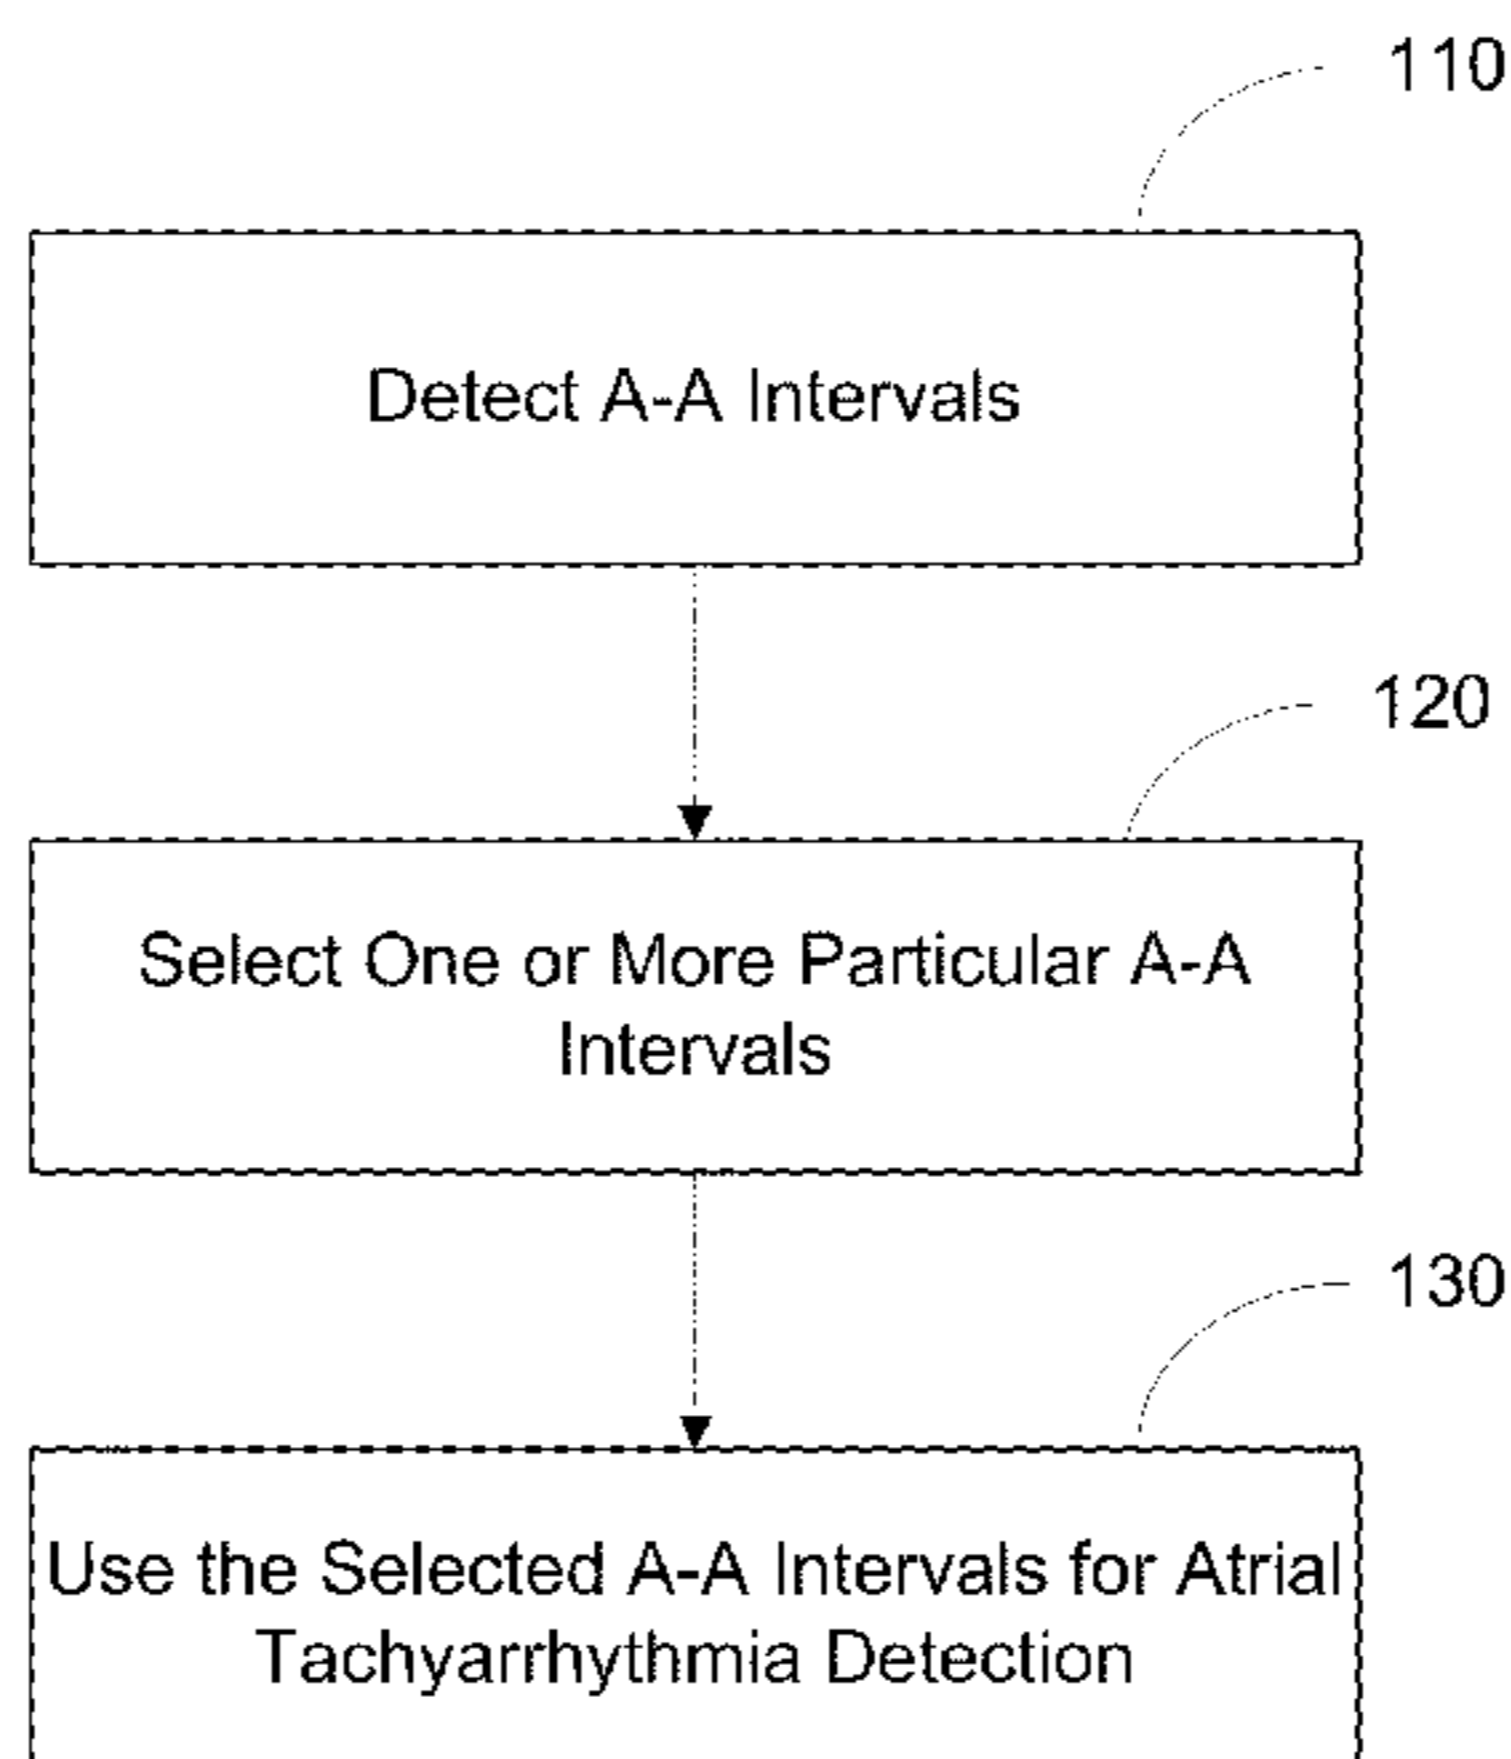 110
Detect A-A Intervals
120
Select One or More Particular A-A
Intervals
130
Use the Selected A-A Intervals for Atrial
Tachyarrhythmia Detection